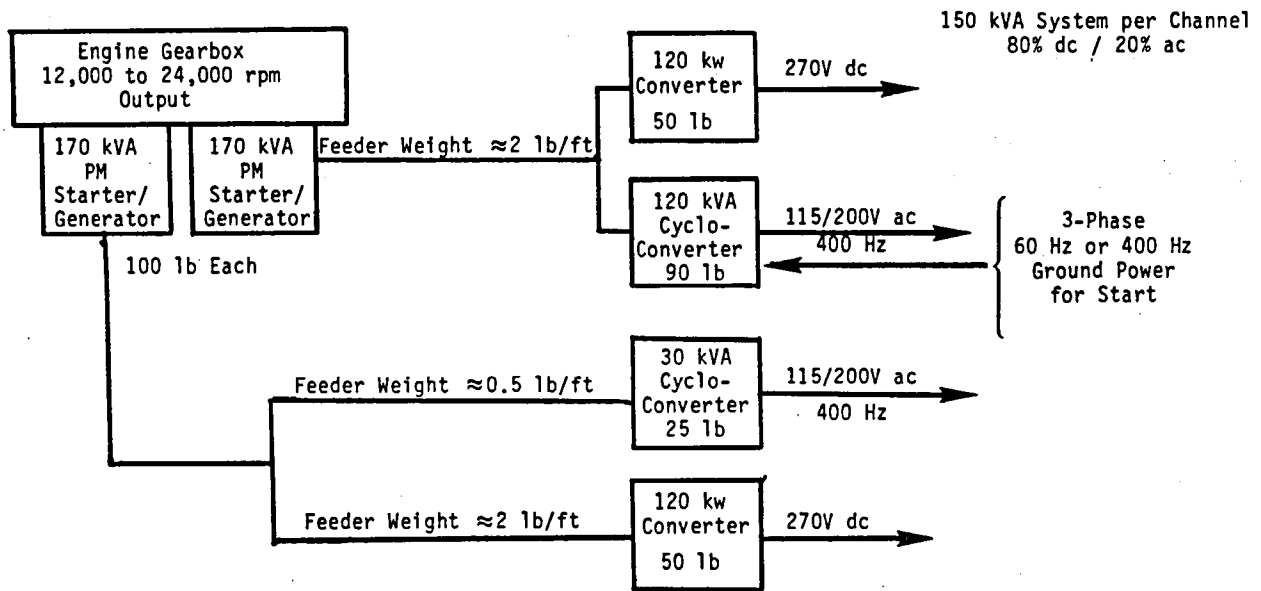 150 kVA System per Channel
80% dc / 20% ac
Engine Gearbox
12,000 to 24,000 rpm
Output
170 kVA
PM
Starter/
Generator
170 kVA
PM
Starter/
Generator
100 lb Each
Feeder Weight ≈2 lb/ft
120 kw
Converter
50 lb
270V dc
120 kVA
Cyclo-
Converter
90 lb
115/200V ac
400 Hz
3-Phase
60 Hz or 400 Hz
Ground Power
for Start
Feeder Weight ≈0.5 lb/ft
30 kVA
Cyclo-
Converter
25 lb
115/200V ac
400 Hz
Feeder Weight ≈2 lb/ft
120 kw
Converter
50 lb
270V dc